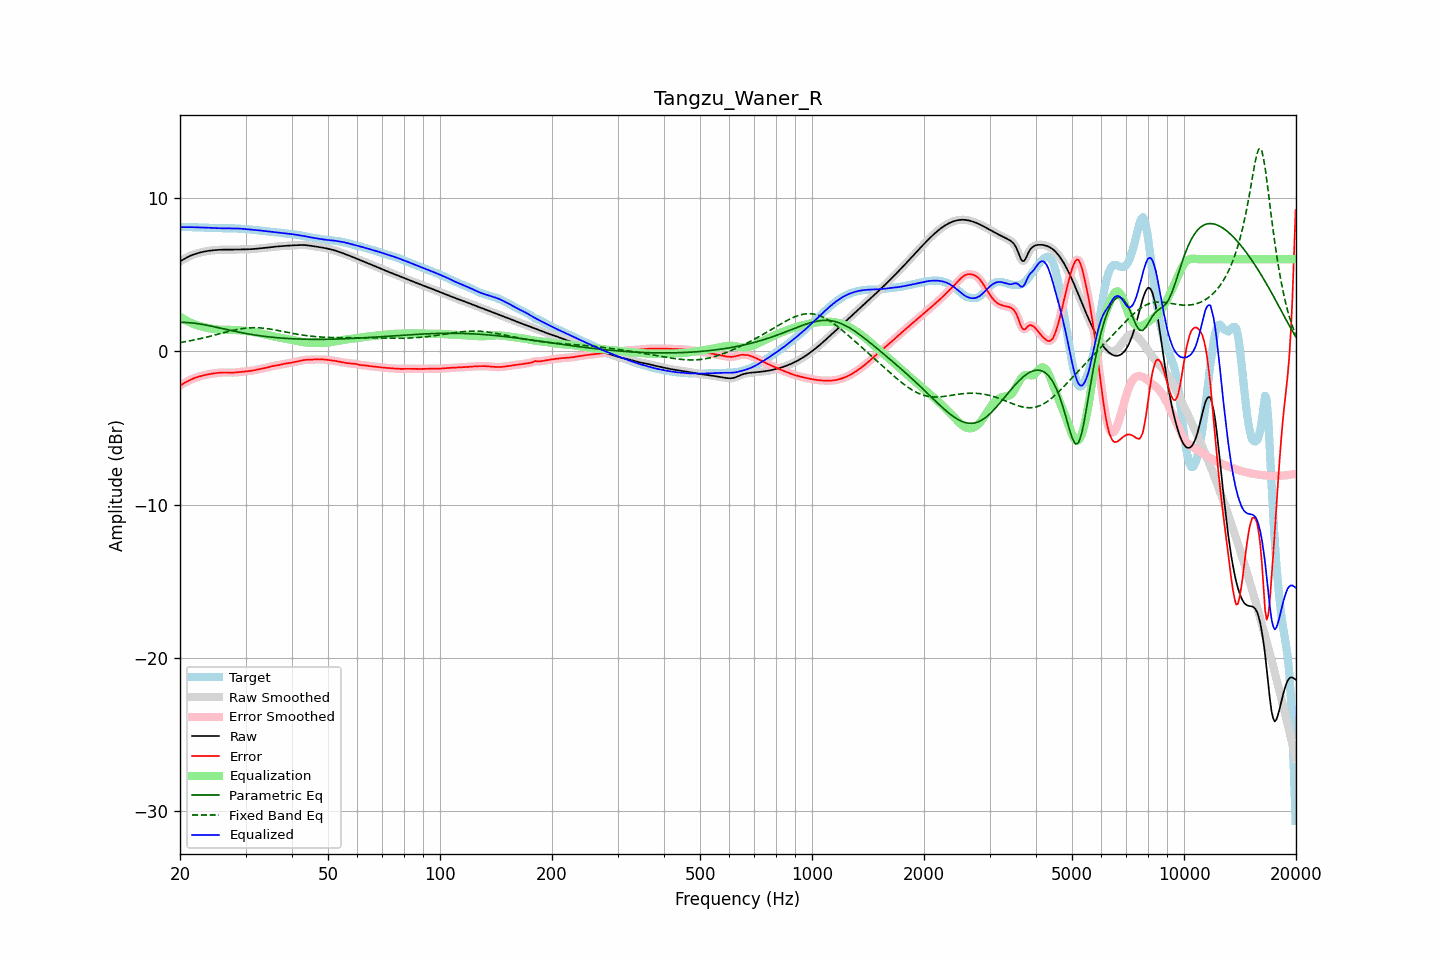 Tangzu_Waner_R
Amplitude (dBr)
10
0
−10
−20
−30
Target
Raw Smoothed
Error Smoothed
Raw
Error
Equalization
Parametric Eq
Fixed Band Eq
Equalized
20 50 100 200 500 1000 2000 5000 10000 20000
Frequency (Hz)